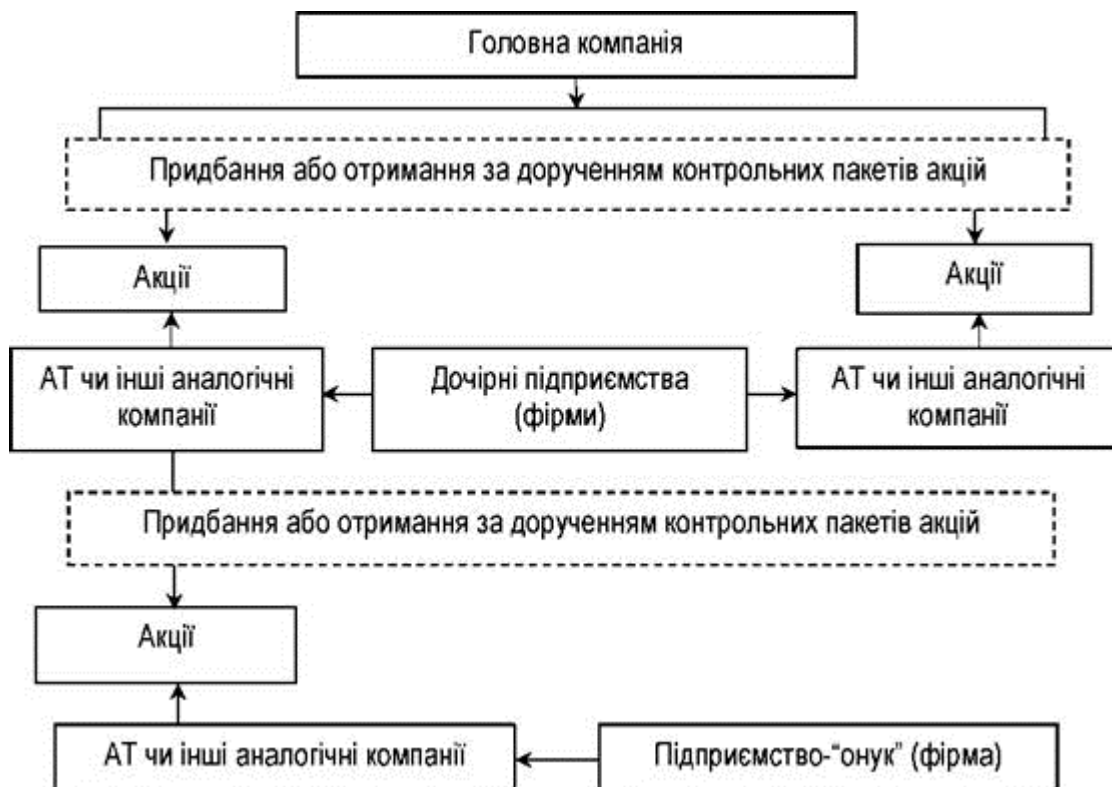 Головна компанія
Придбання або отримання за дорученням контрольних пакетів акцій
Акції
Акції
АТ чи інші аналогічні
компанії
Дочірні підприємства
(фірми)
АТ чи інші аналогічні
компанії
Придбання або отримання за дорученням контрольних пакетів акцій
Акції
АТ чи інші аналогічні компанії
Підприємство-“онук” (фірма)